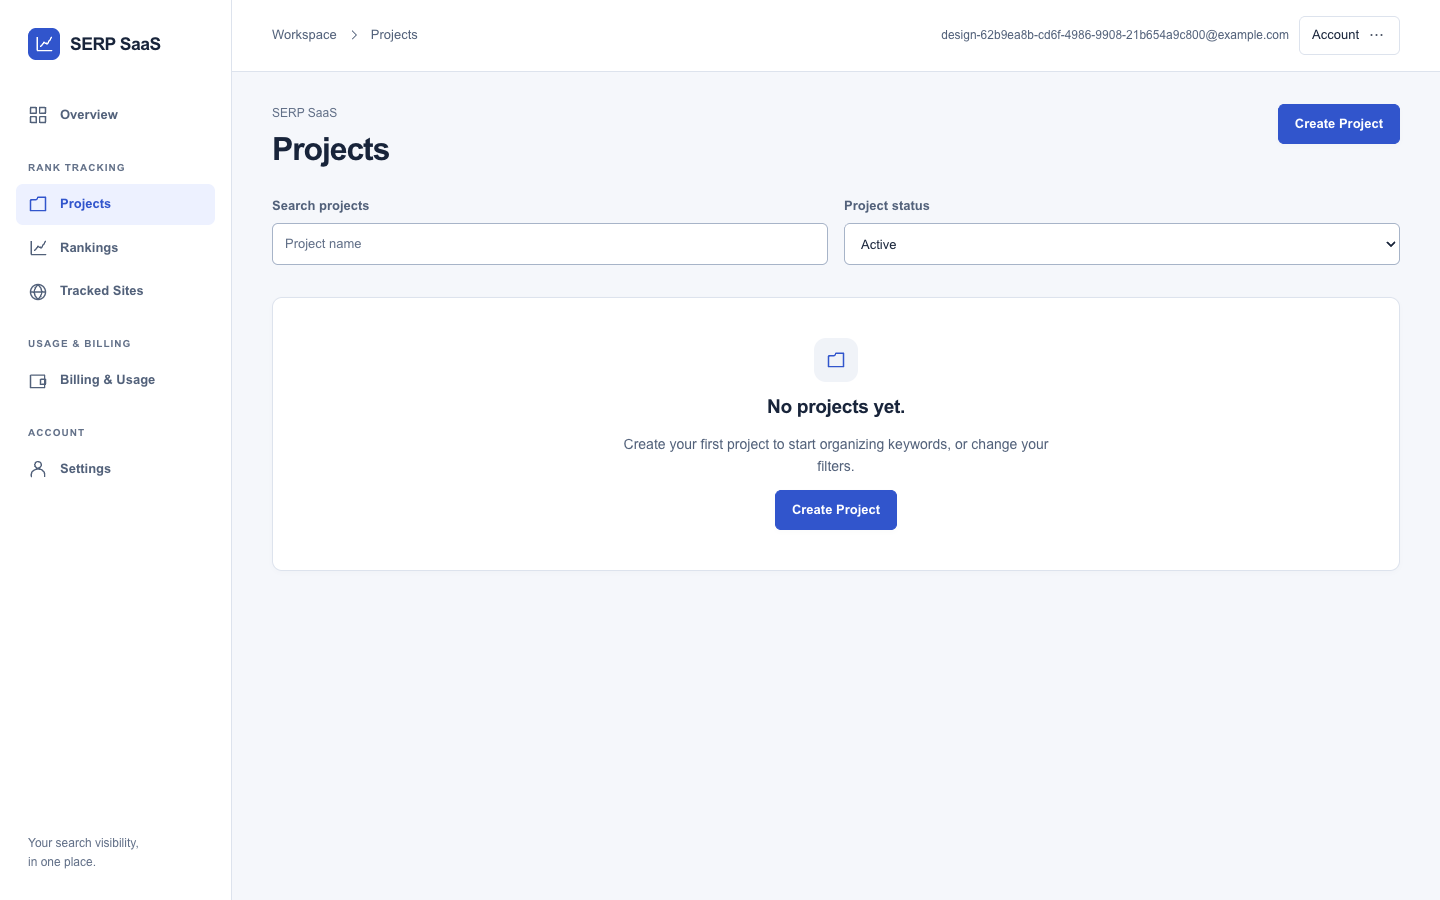 SERP SaaS
Overview
RANK TRACKING
Projects
Rankings
Tracked Sites
USAGE & BILLING
Billing & Usage
ACCOUNT
Settings
Your search visibility,
in one place.
Workspace > Projects
design-62b9ea8b-cd6f-4986-9908-21b654a9c800@example.com
Account ···
SERP SaaS
Projects
Create Project
Search projects
Project name
Project status
Active
No projects yet.
Create your first project to start organizing keywords, or change your
filters.
Create Project